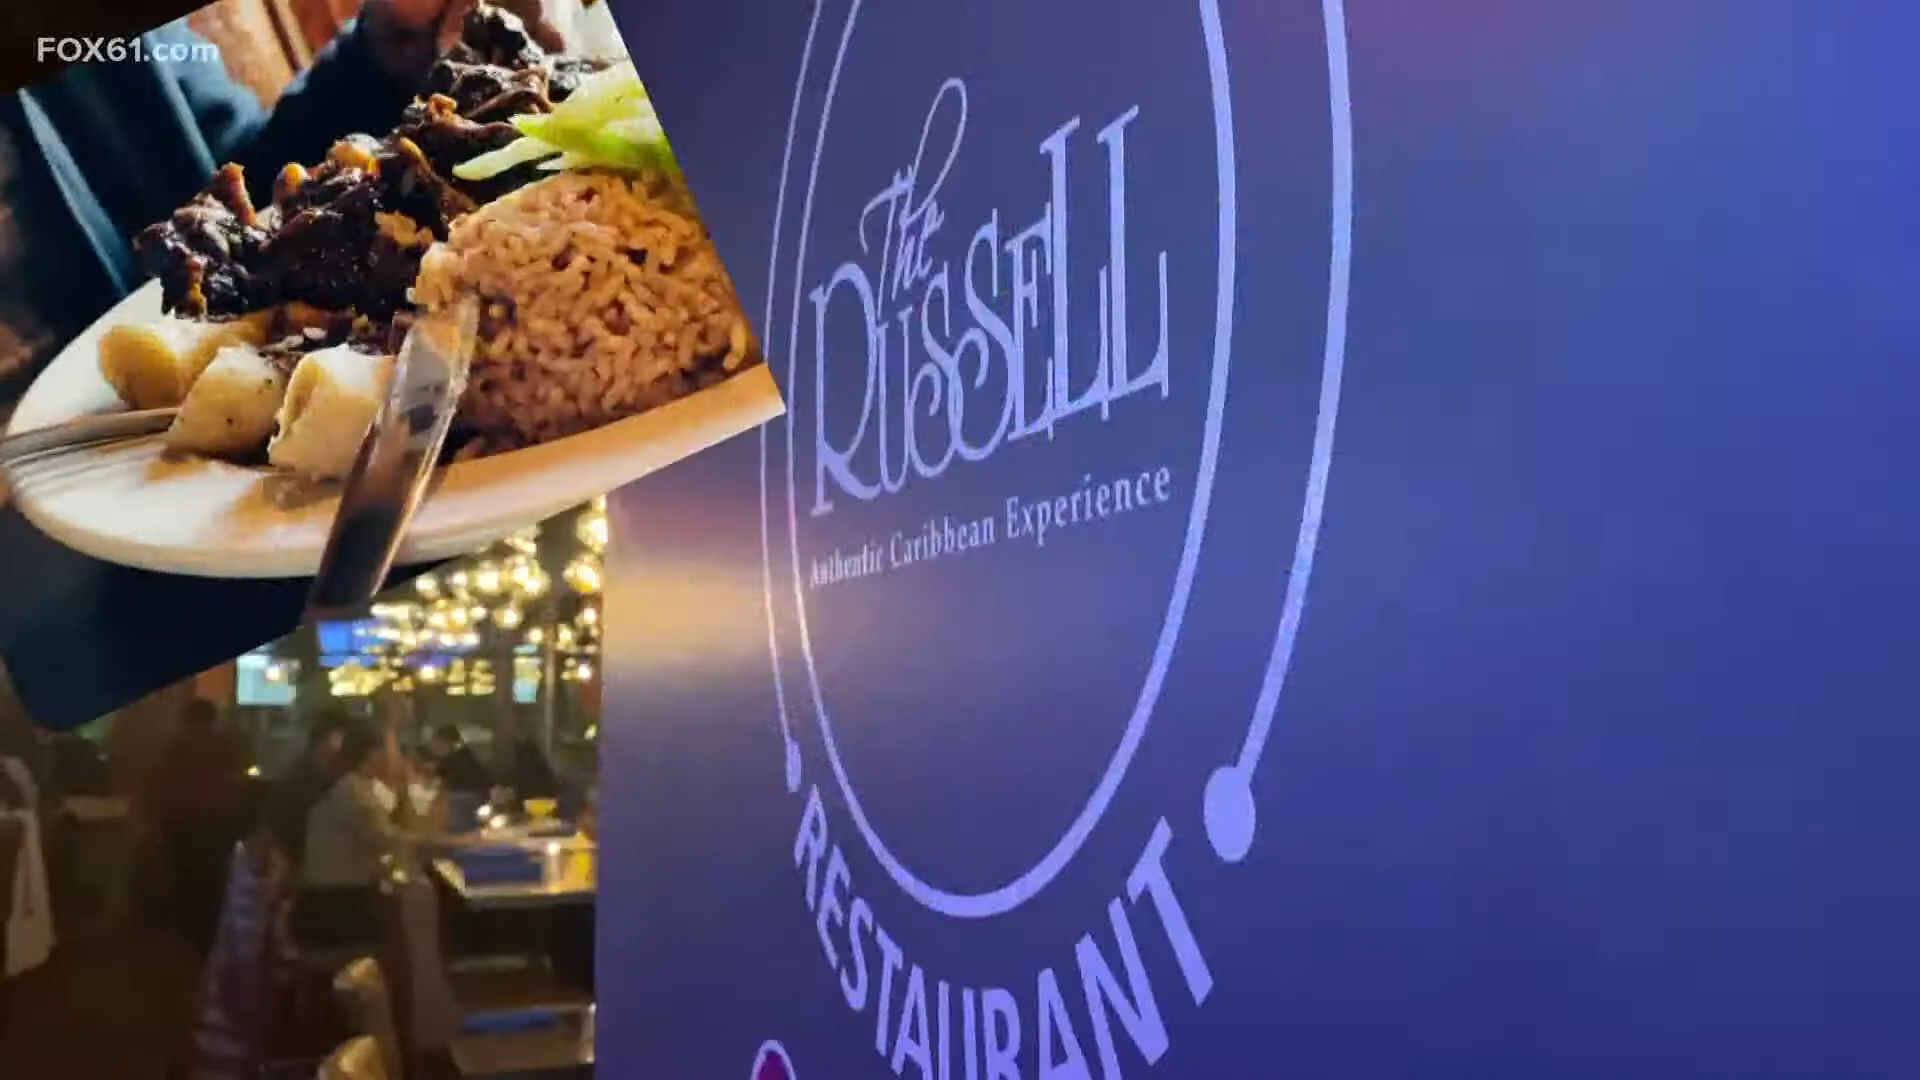 FOX61.com
The
RUSSELL
Authentic Caribbean Experience
RESTAURANT